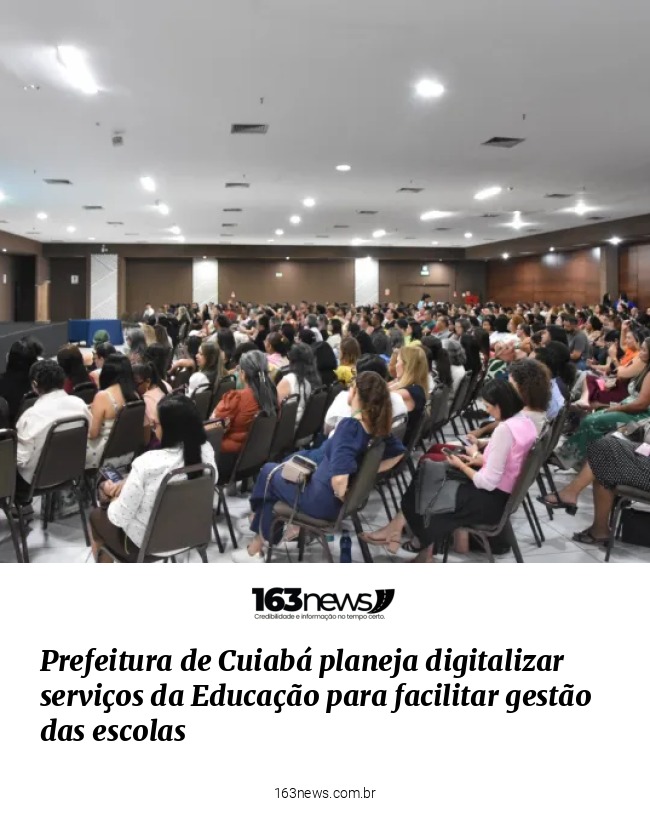 163news
Credibilidade e informação no tempo certo.
Prefeitura de Cuiabá planeja digitalizar
serviços da Educação para facilitar gestão
das escolas
163news.com.br